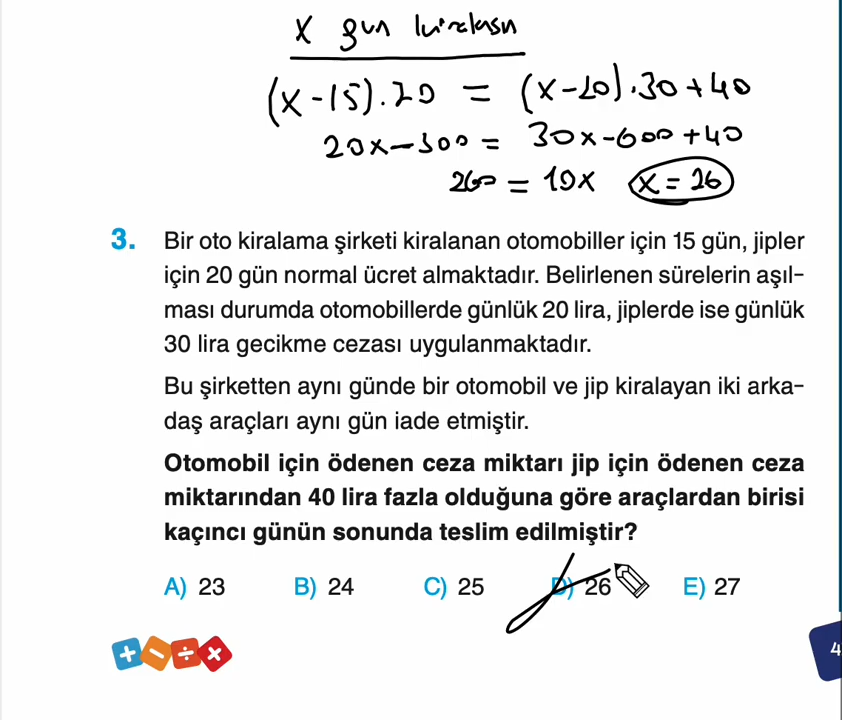 x gün kiralasın
(x-15).20 = (x-20).30+40
20x-300 = 30x-600+40
260 = 10x x=26
3. Bir oto kiralama şirketi kiralanan otomobiller için 15 gün, jipler
için 20 gün normal ücret almaktadır. Belirlenen sürelerin aşıl-
ması durumda otomobillerde günlük 20 lira, jiplerde ise günlük
30 lira gecikme cezası uygulanmaktadır.
Bu şirketten aynı günde bir otomobil ve jip kiralayan iki arka-
daş araçları aynı gün iade etmiştir.
Otomobil için ödenen ceza miktarı jip için ödenen ceza
miktarından 40 lira fazla olduğuna göre araçlardan birisi
kaçıncı günün sonunda teslim edilmiştir?
A) 23 B) 24 C) 25 D) 26 E) 27
+ − ÷ ×
4